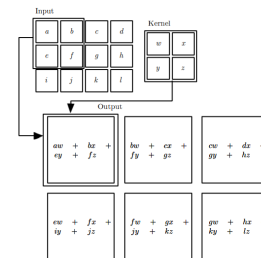 Input
Kernel
a b c d
w x
e f g h
y z
i j k l
Output
aw + bx +
ey + fz
bw + cx +
fy + gz
cw + dx +
gy + hz
ew + fx +
iy + jz
fw + gx +
jy + kz
gw + hx
ky + lz